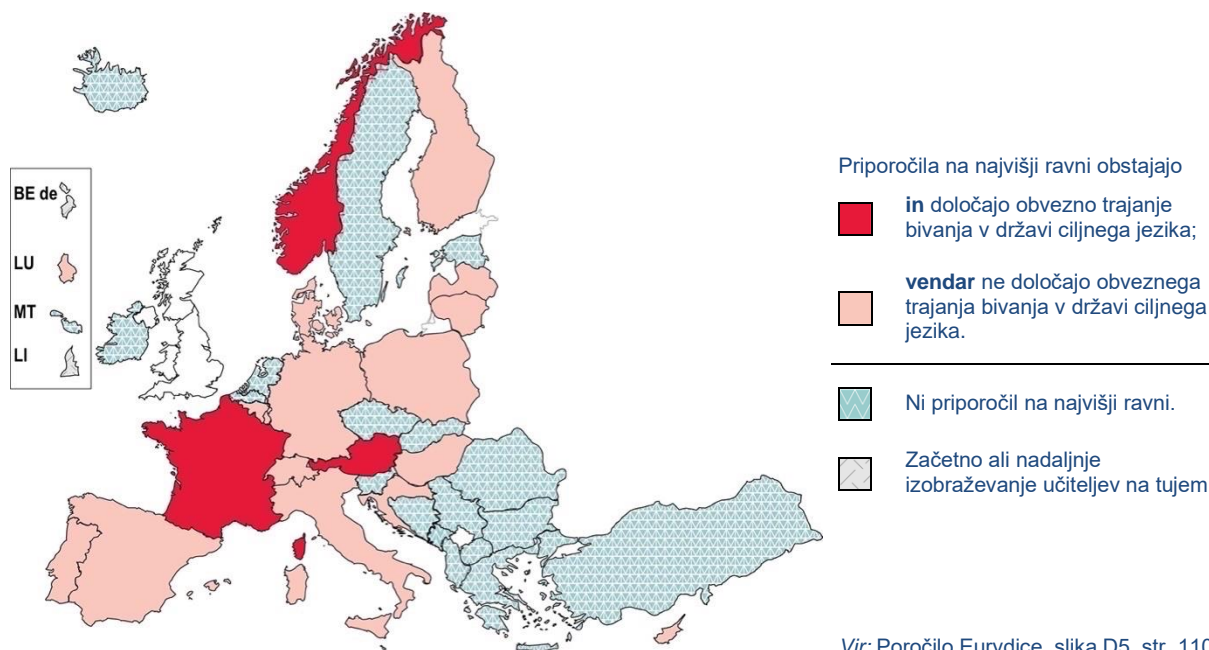 BE de
LU
MT
LI
Priporočila na najvišji ravni obstajajo
in določajo obvezno trajanje
bivanja v državi ciljnega jezika;
vendar ne določajo obveznega
trajanja bivanja v državi ciljnega
jezika.
Ni priporočil na najvišji ravni.
Začetno ali nadaljnje
izobraževanje učiteljev na tujem
Vir: Poročilo Eurydice, slika D5, str. 110